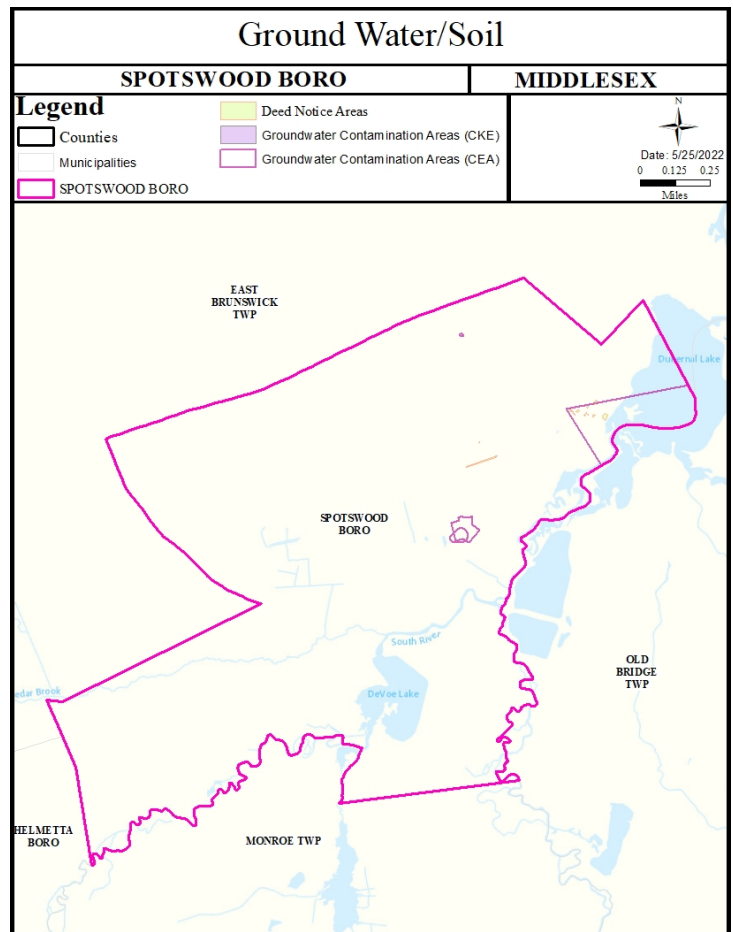 Ground Water/Soil
SPOTSWOOD BORO
MIDDLESEX
Legend
Counties
Municipalities
SPOTSWOOD BORO
Deed Notice Areas
Groundwater Contamination Areas (CKE)
Groundwater Contamination Areas (CEA)
N
Date: 5/25/2022
0 0.125 0.25
Miles
EAST
BRUNSWICK
TWP
Duhernal Lake
SPOTSWOOD
BORO
South River
OLD
BRIDGE
TWP
edar Brook
DeVoe Lake
HELMETTA
BORO
MONROE TWP